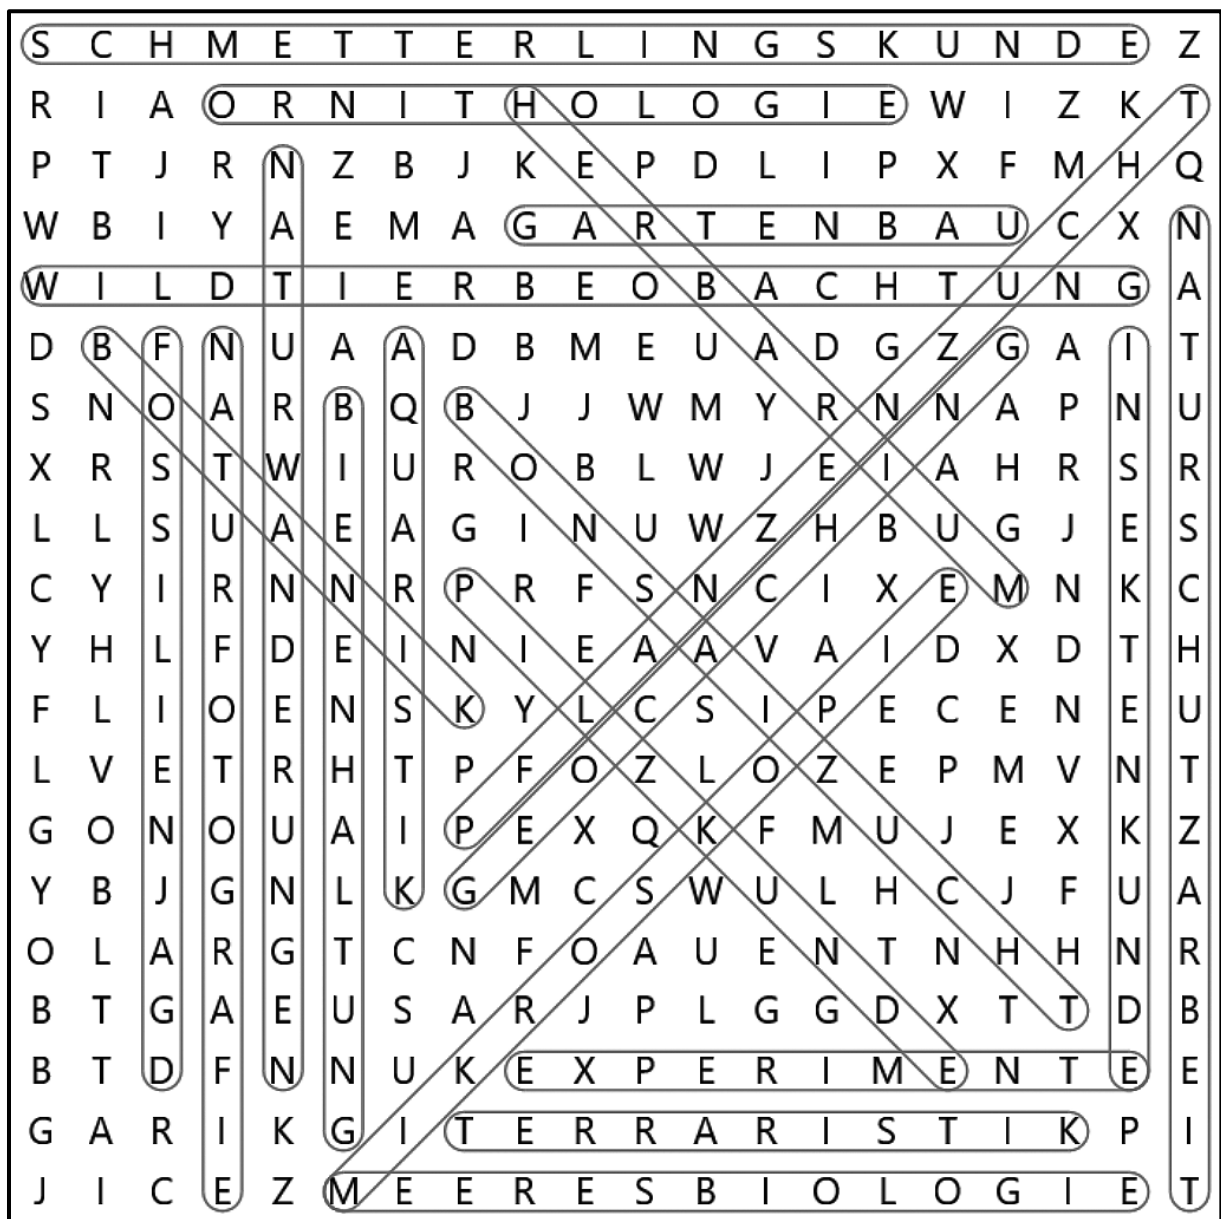 S C H M E T T E R L I N G S K U N D E Z
R I A O R N I T H O L O G I E W I Z K T
P T J R N Z B J K E P D L I P X F M H Q
W B I Y A E M A G A R T E N B A U C X N
W I L D T I E R B E O B A C H T U N G A
D B F N U A A D B M E U A D G Z G A I T
S N O A R B Q B J J W M Y R N N A P N U
X R S T W I U R O B L W J E I A H R S R
L L S U A E A G I N U W Z H B U G J E S
C Y I R N N R P R F S N C I X E M N K C
Y H L F D E I N I E A A V A I D X D T H
F L I O E N S K Y L C S I P E C E N E U
L V E T R H T P F O Z L O Z E P M V N T
G O N O U A I P E X Q K F M U J E X K Z
Y B J G N L K G M C S W U L H C J F U A
O L A R G T C N F O A U E N T N H H N R
B T G A E U S A R J P L G G D X T T D B
B T D F N N U K E X P E R I M E N T E E
G A R I K G I T E R R A R I S T I K P I
J I C E Z M E E R E S B I O L O G I E T